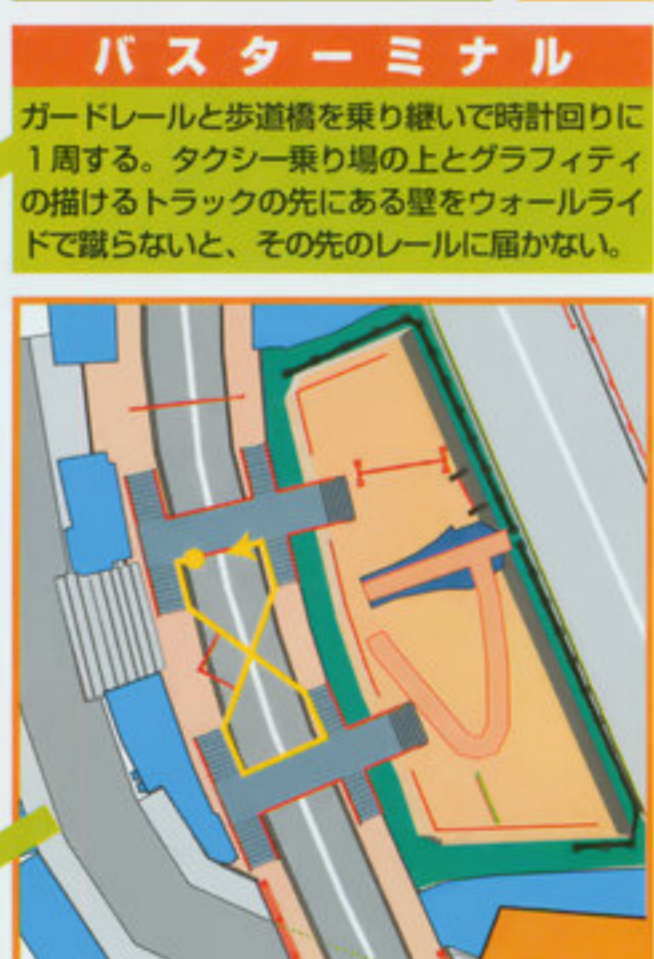 バスターミナル
ガードレールと歩道橋を乗り継いで時計回りに
1周する。タクシー乗り場の上とグラフィティ
の描けるトラックの先にある壁をウォールライ
ドで蹴らないと、その先のレールに届かない。